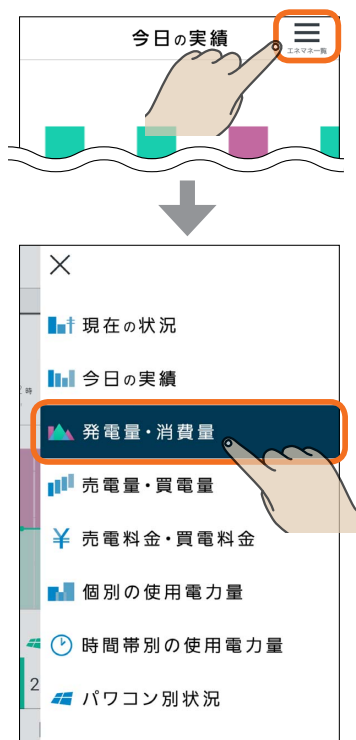 今日の実績
エネマネ一覧
現在の状況
時
今日の実績
発電量・消費量
売電量・買電量
¥ 売電料金・買電料金
個別の使用電力量
時間帯別の使用電力量
2
パワコン別状況